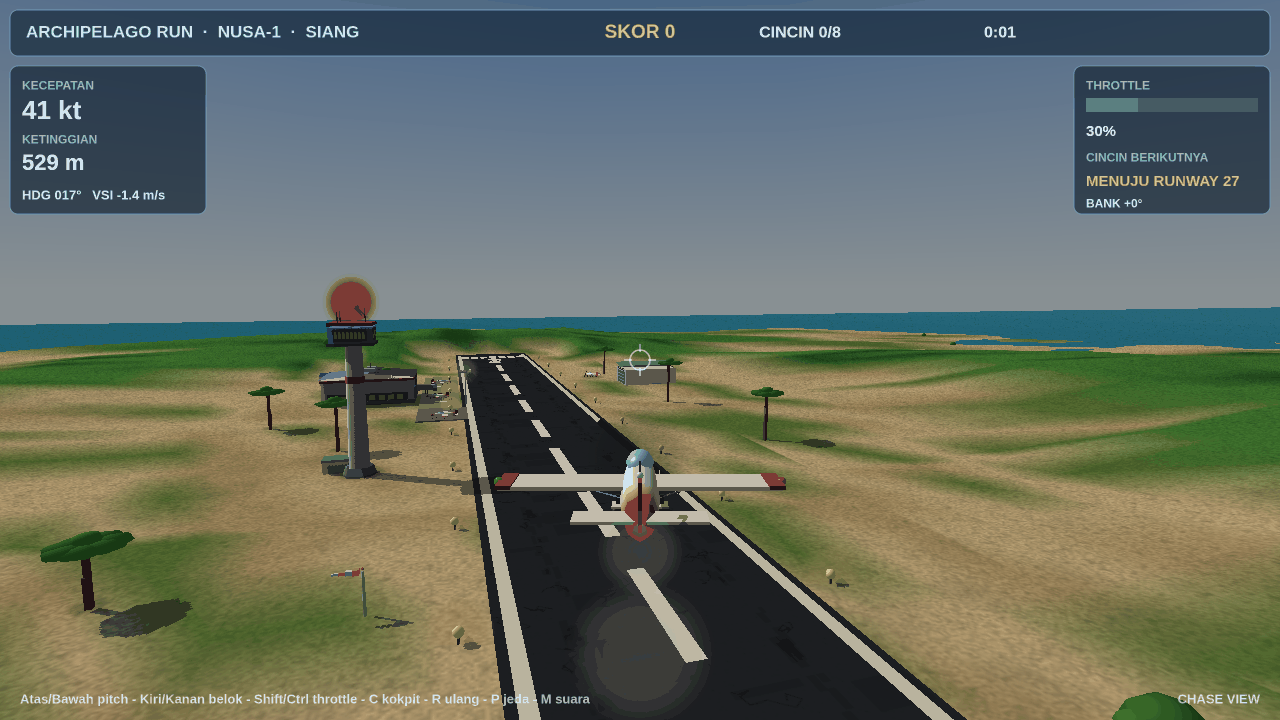 ARCHIPELAGO RUN · NUSA-1 · SIANG
SKOR 0
CINCIN 0/8
0:01
KECEPATAN
41 kt
KETINGGIAN
529 m
HDG 017° VSI -1.4 m/s
THROTTLE
30%
CINCIN BERIKUTNYA
MENUJU RUNWAY 27
BANK +0°
Atas/Bawah pitch - Kiri/Kanan belok - Shift/Ctrl throttle - C kokpit - R ulang - P jeda - M suara
CHASE VIEW